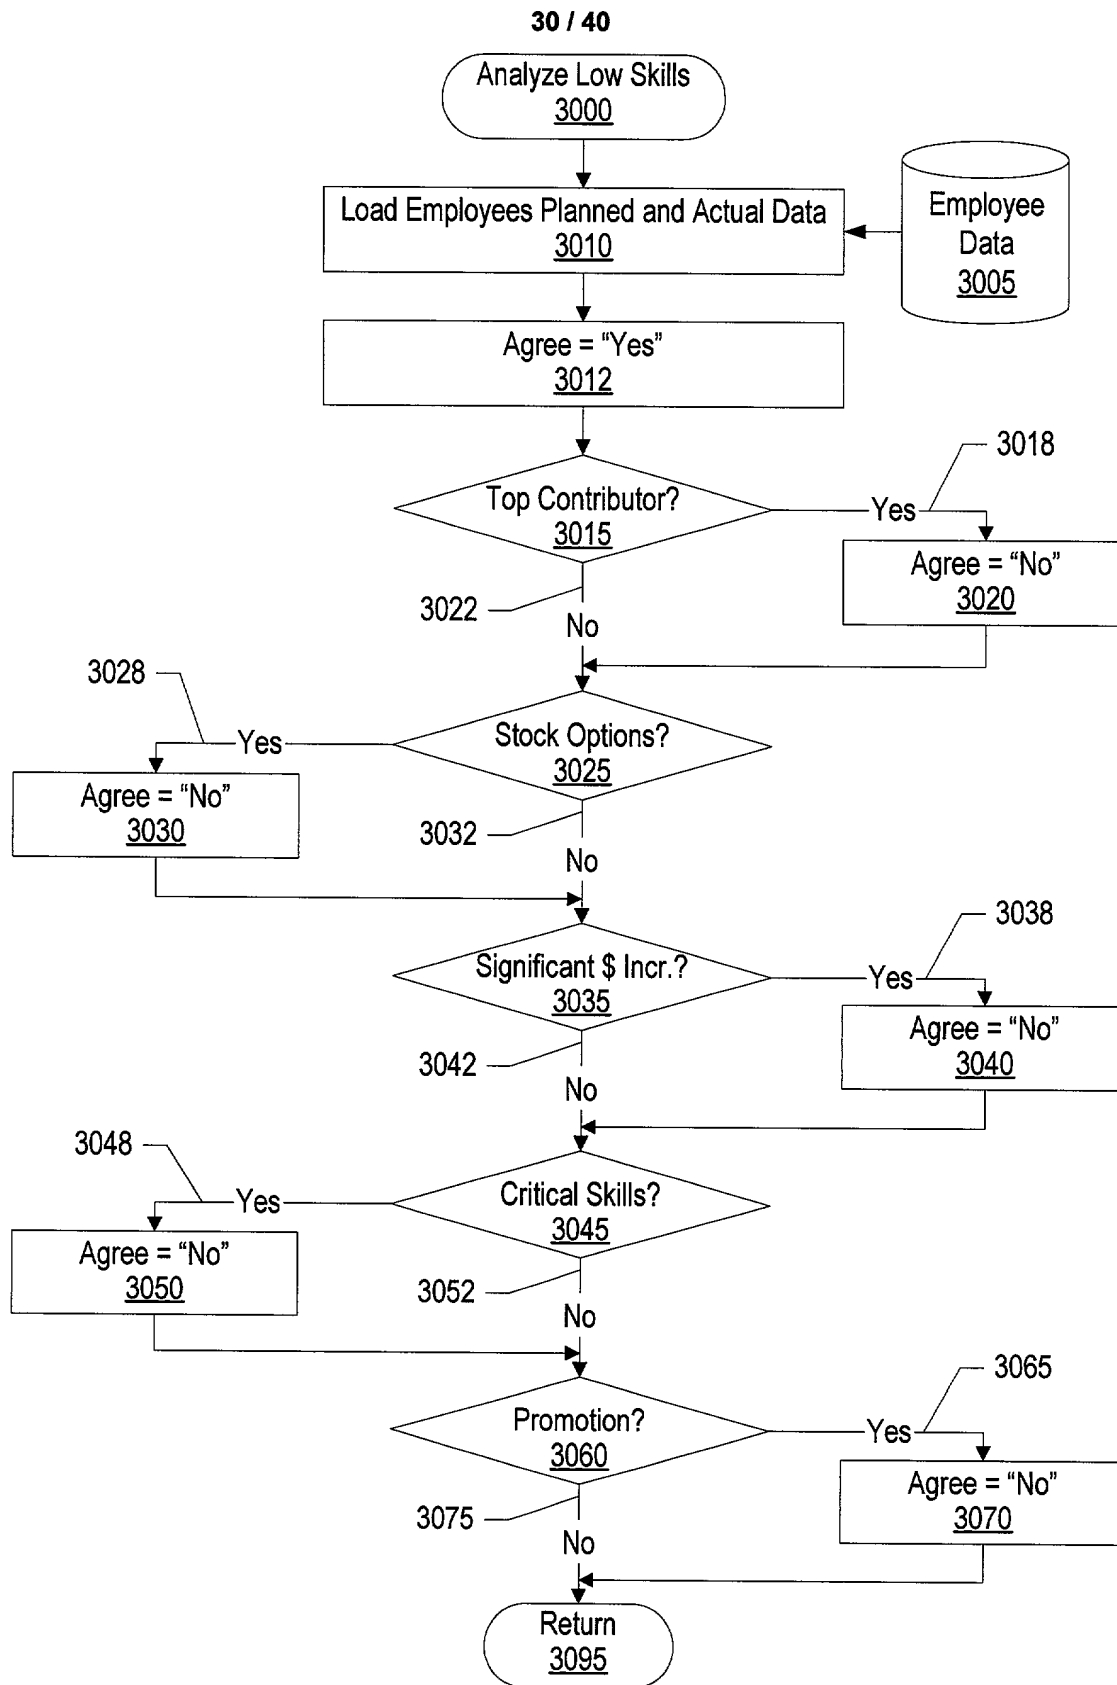 30 / 40
Analyze Low Skills
3000
Load Employees Planned and Actual Data
3010
Employee
Data
3005
Agree = “Yes”
3012
3018
Top Contributor?
3015
Yes
Agree = “No”
3020
3022
No
3028
Stock Options?
3025
Yes
Agree = “No”
3030
3032
No
3038
Significant $ Incr.?
3035
Yes
Agree = “No”
3040
3042
No
3048
Critical Skills?
3045
Yes
Agree = “No”
3050
3052
No
3065
Promotion?
3060
Yes
Agree = “No”
3070
3075
No
Return
3095